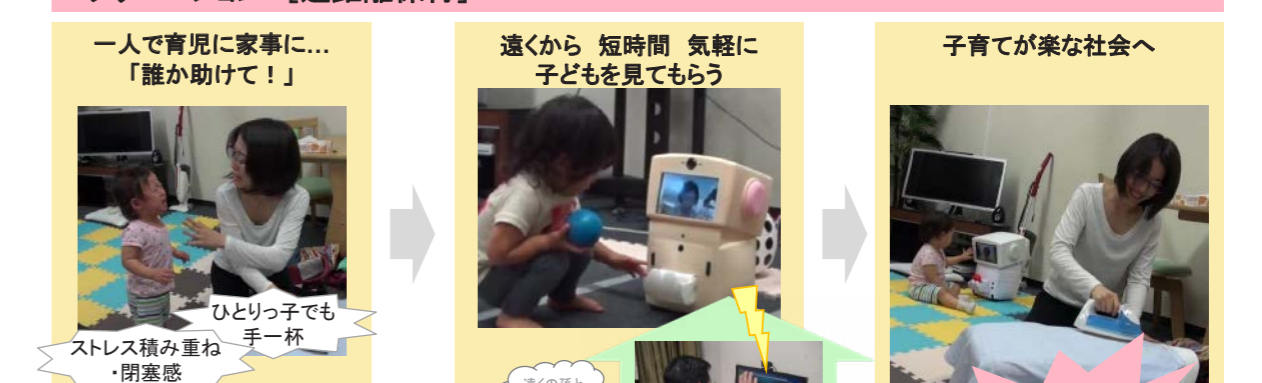 一人で育児に家事に…
「誰か助けて！」
ひとりっ子でも
手一杯
ストレス積み重ね
・閉塞感
遠くから 短時間 気軽に
子どもを見てもらう
子育てが楽な社会へ